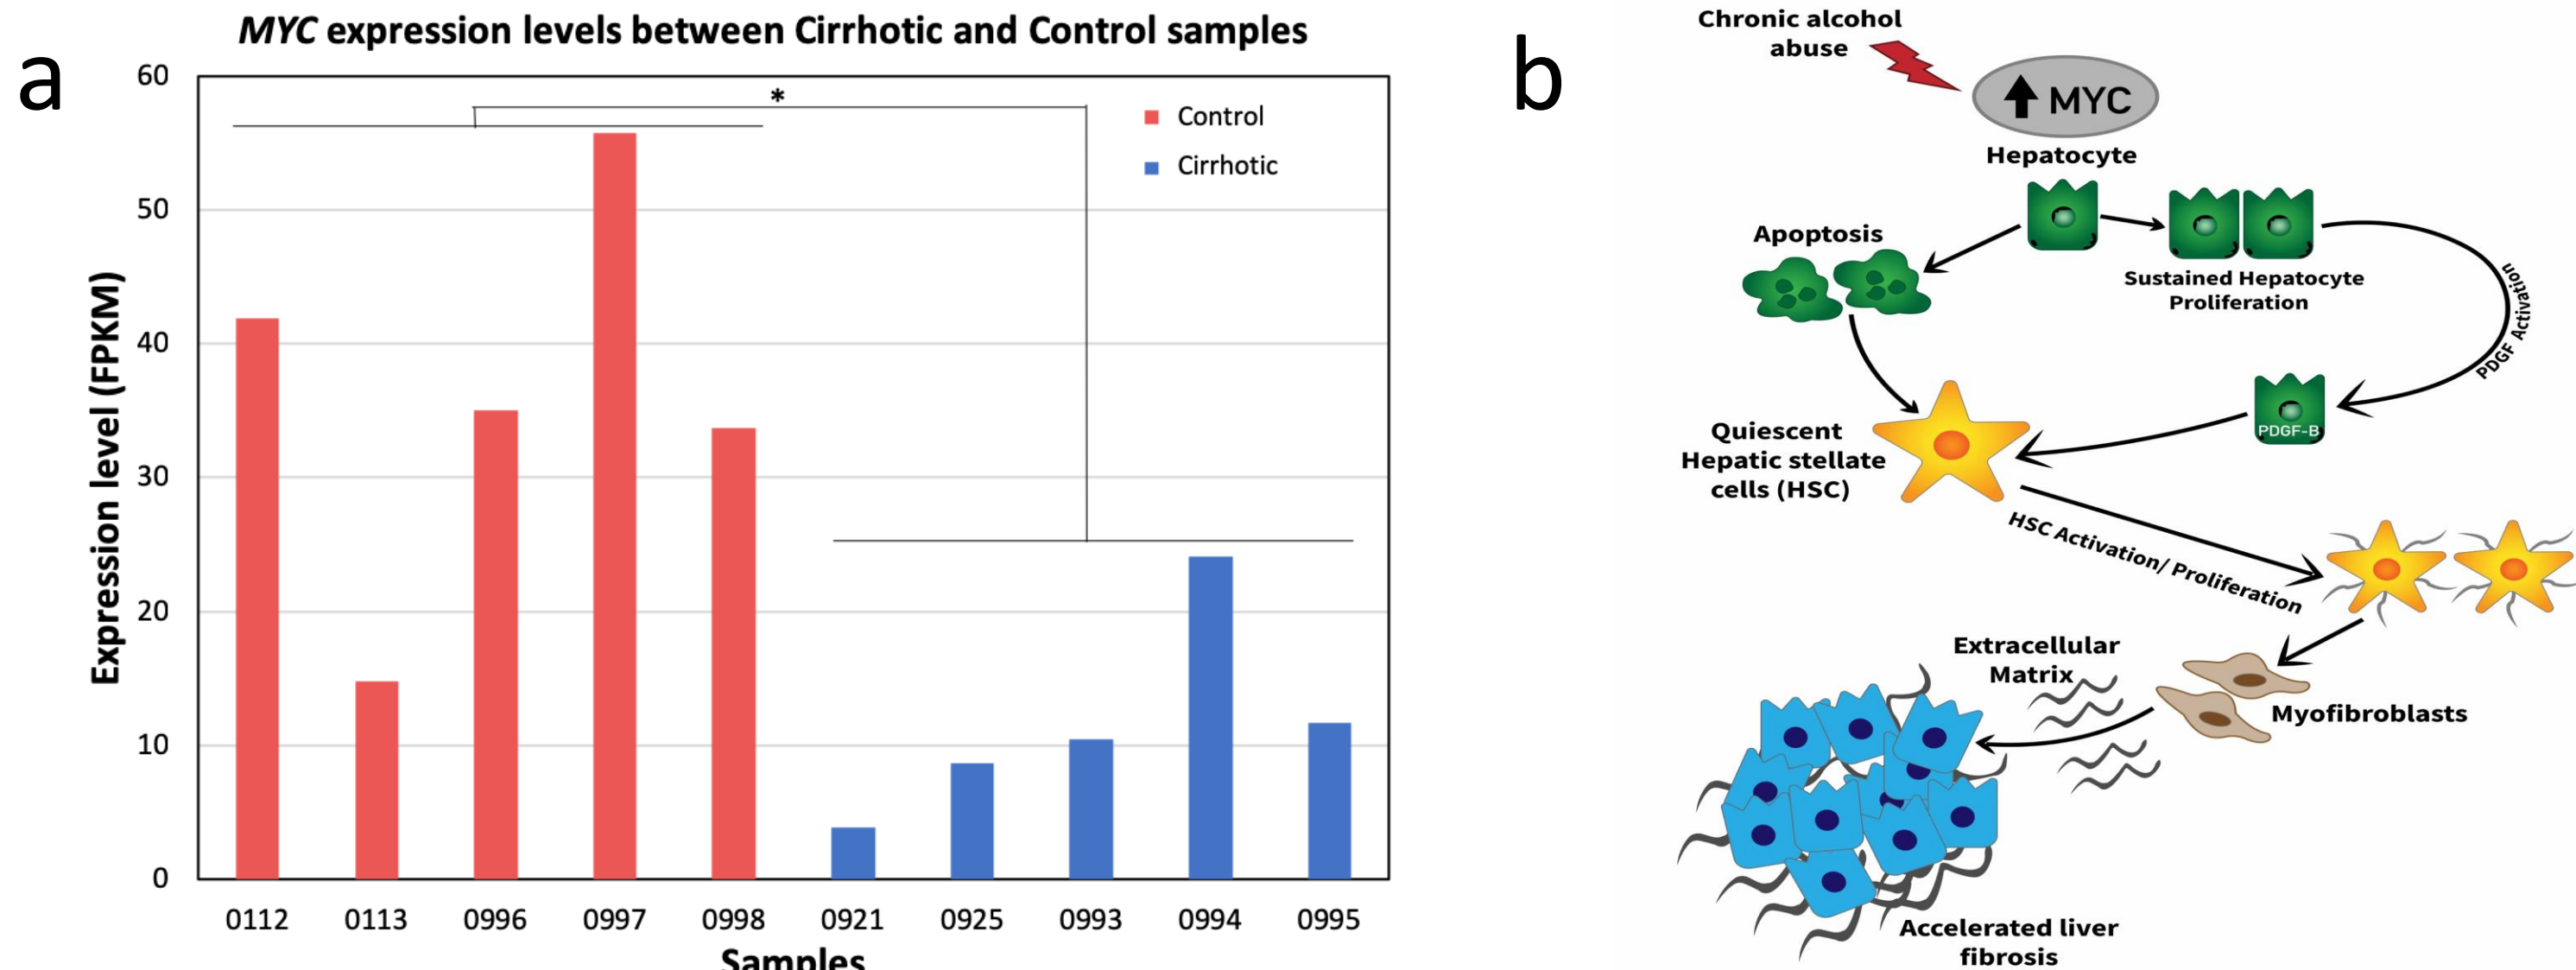 a
MYC expression levels between Cirrhotic and Control samples
Expression level (FPKM)
60
50
40
30
20
10
0
*
Control
Cirrhotic
0112 0113 0996 0997 0998 0921 0925 0993 0994 0995
Samples
b
Chronic alcohol
abuse
MYC
Hepatocyte
Apoptosis
Sustained Hepatocyte
Proliferation
PDGF Activation
PDGF-B
Quiescent
Hepatic stellate
cells (HSC)
HSC Activation/ Proliferation
Extracellular
Matrix
Myofibroblasts
Accelerated liver
fibrosis